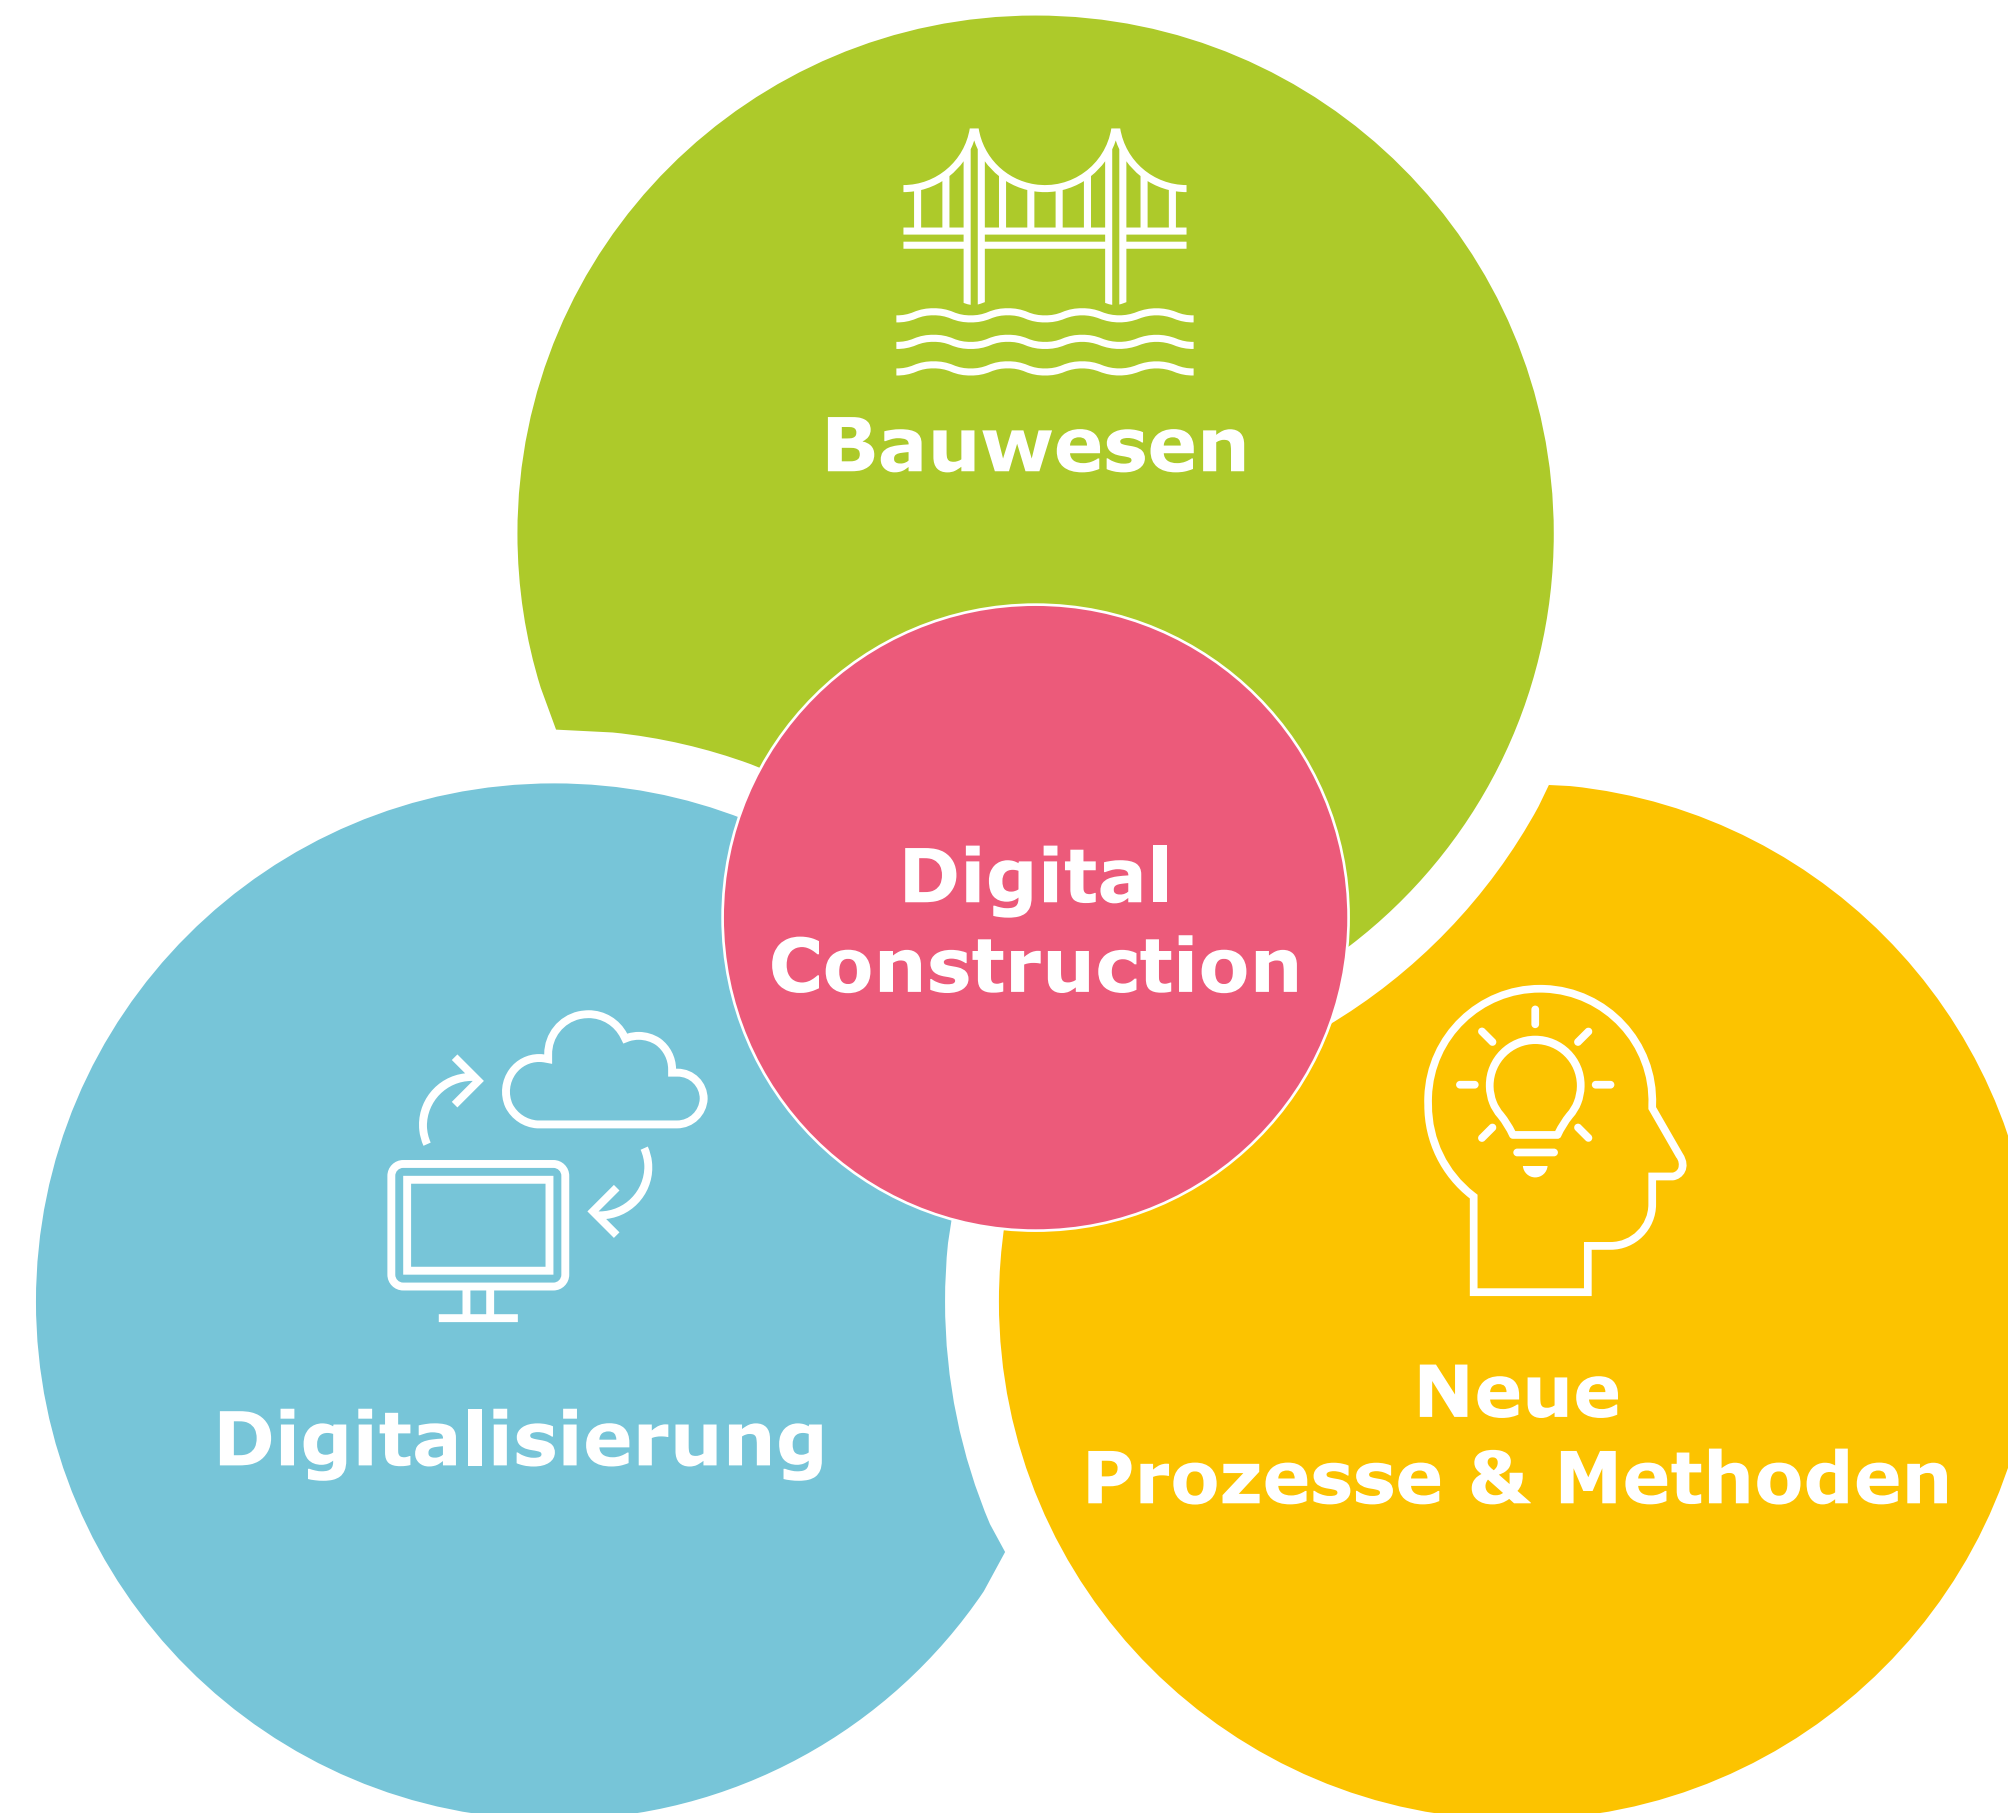 Bauwesen
Digital
Construction
Digitalisierung
Neue
Prozesse & Methoden